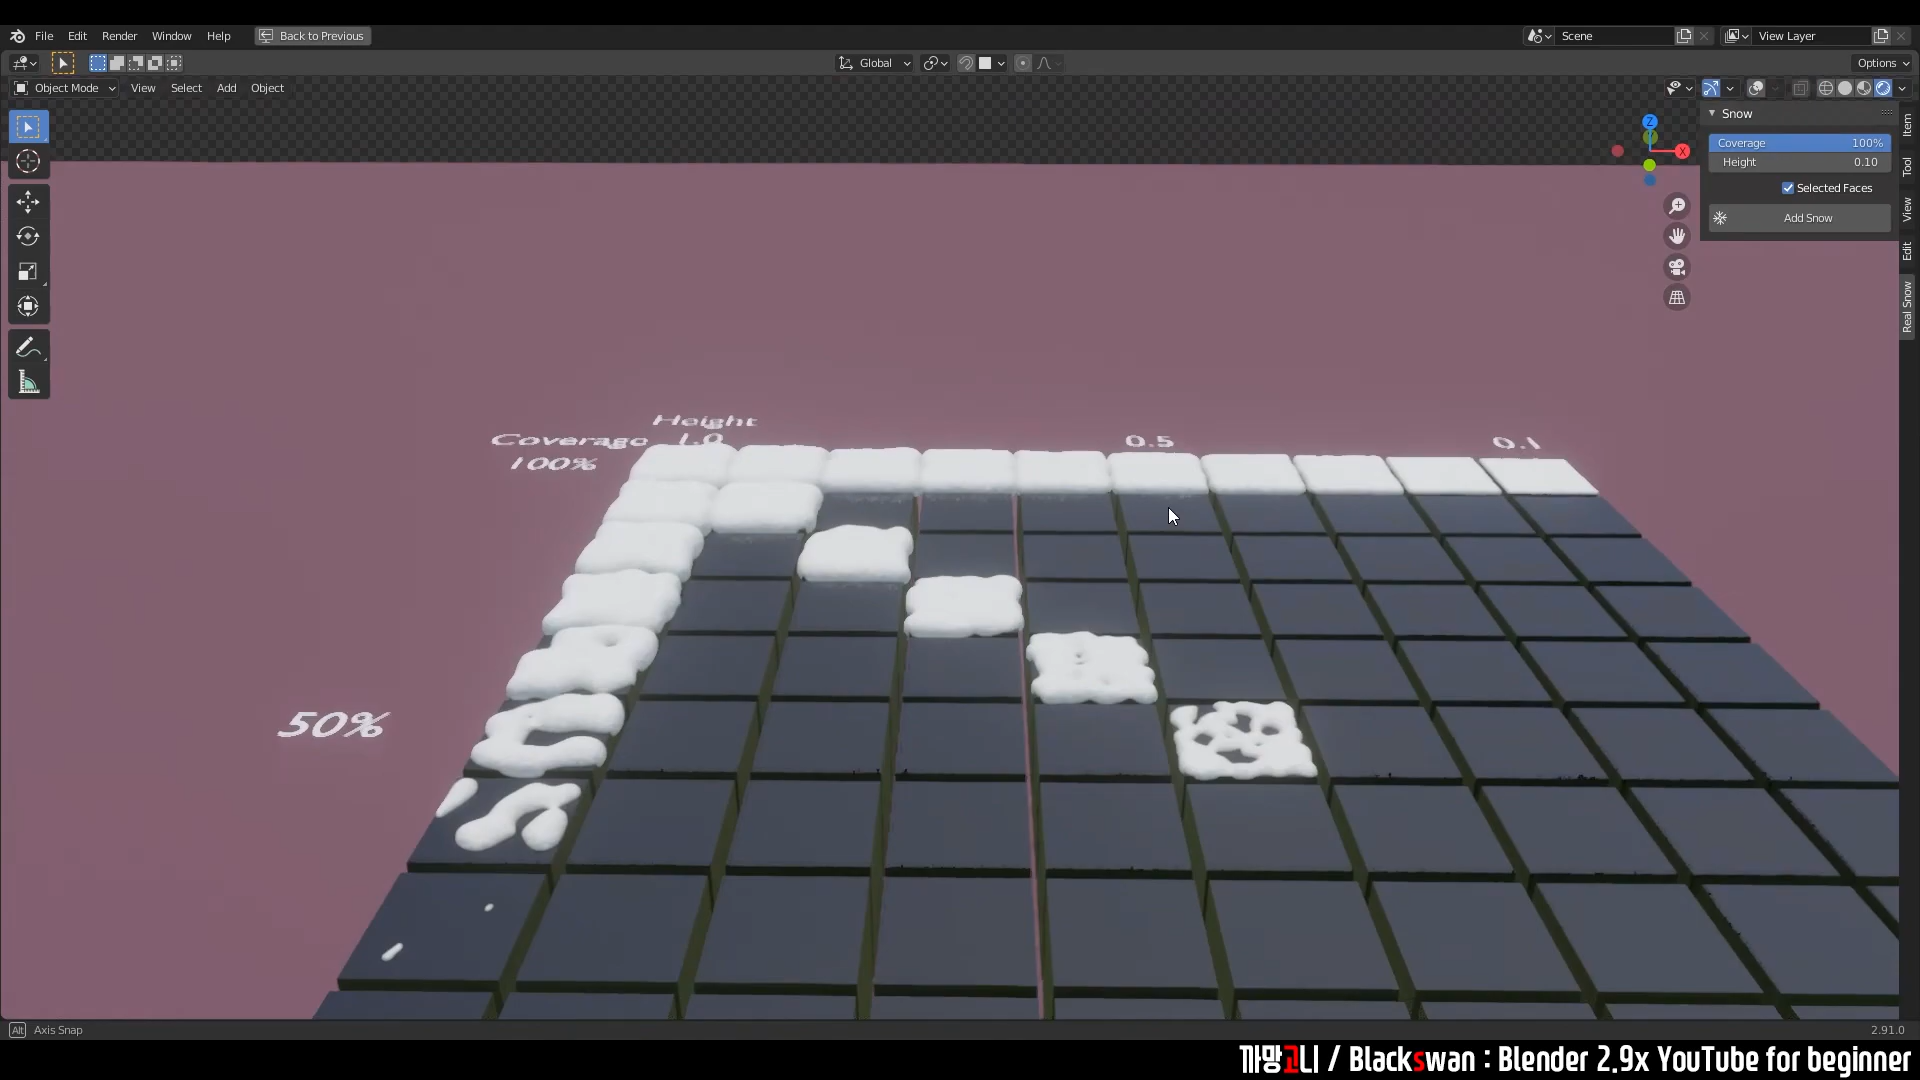 File Edit Render Window Help Back to Previous Scene View Layer
Global Options
Object Mode View Select Add Object
Snow
Coverage 100%
Height 0.10
Selected Faces
Add Snow
Item
Tool
View
Edit
Real Snow
Z
X
Height
Coverage 1.0 0.5 0.1
100%
50%
Alt Axis Snap 2.91.0
까망고니 / Blackswan : Blender 2.9x YouTube for beginner